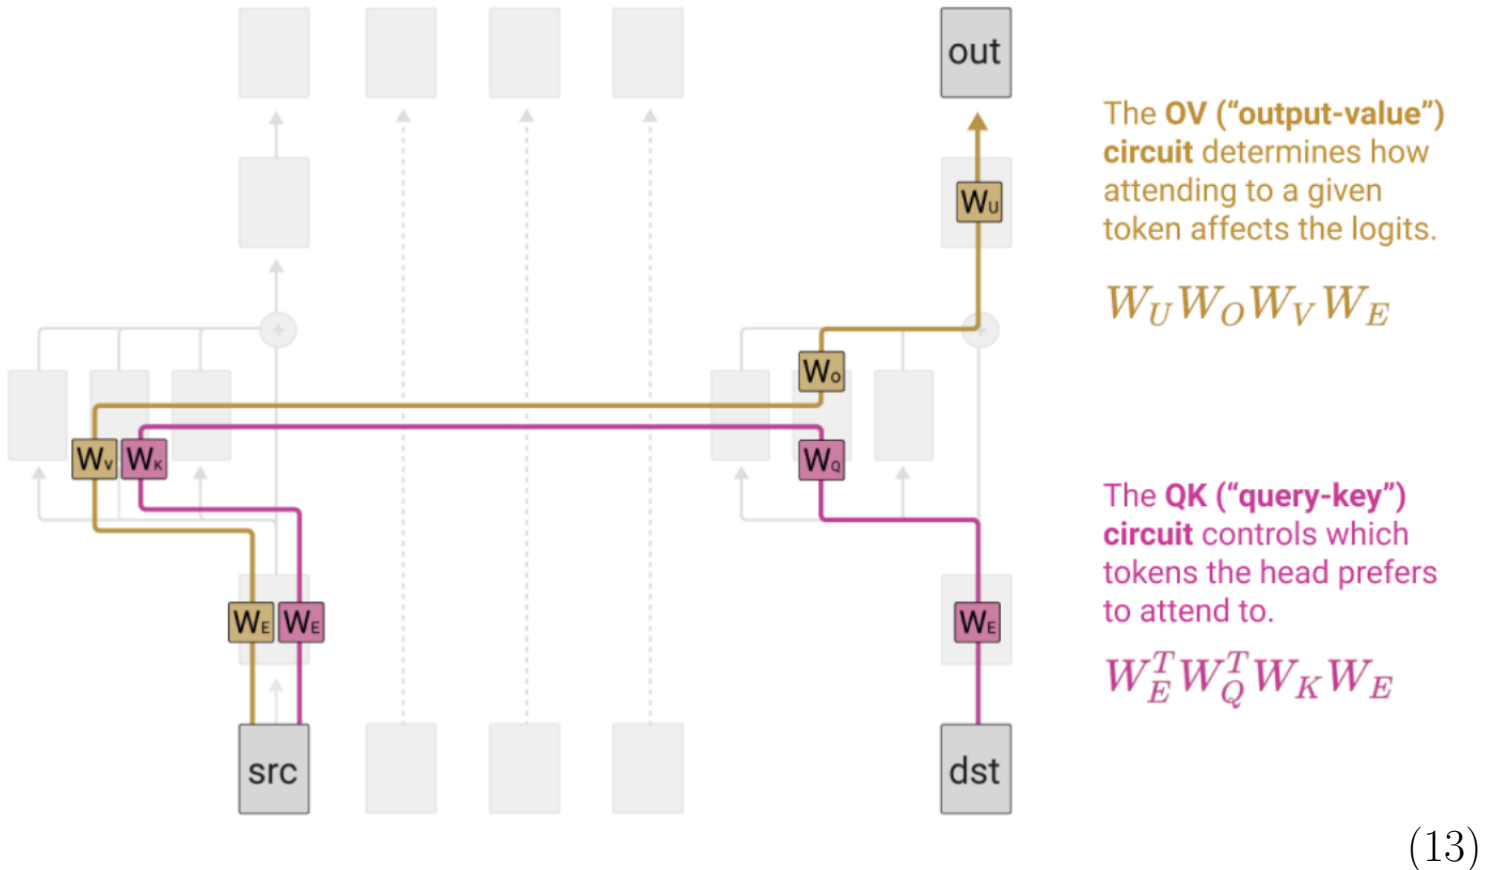 out
The OV (“output-value”)
circuit determines how
attending to a given
token affects the logits.
W_U W_O W_V W_E
W_U
W_O
W_V W_K
W_Q
The QK (“query-key”)
circuit controls which
tokens the head prefers
to attend to.
W_E^T W_Q^T W_K W_E
W_E W_E
W_E
src
dst
(13)